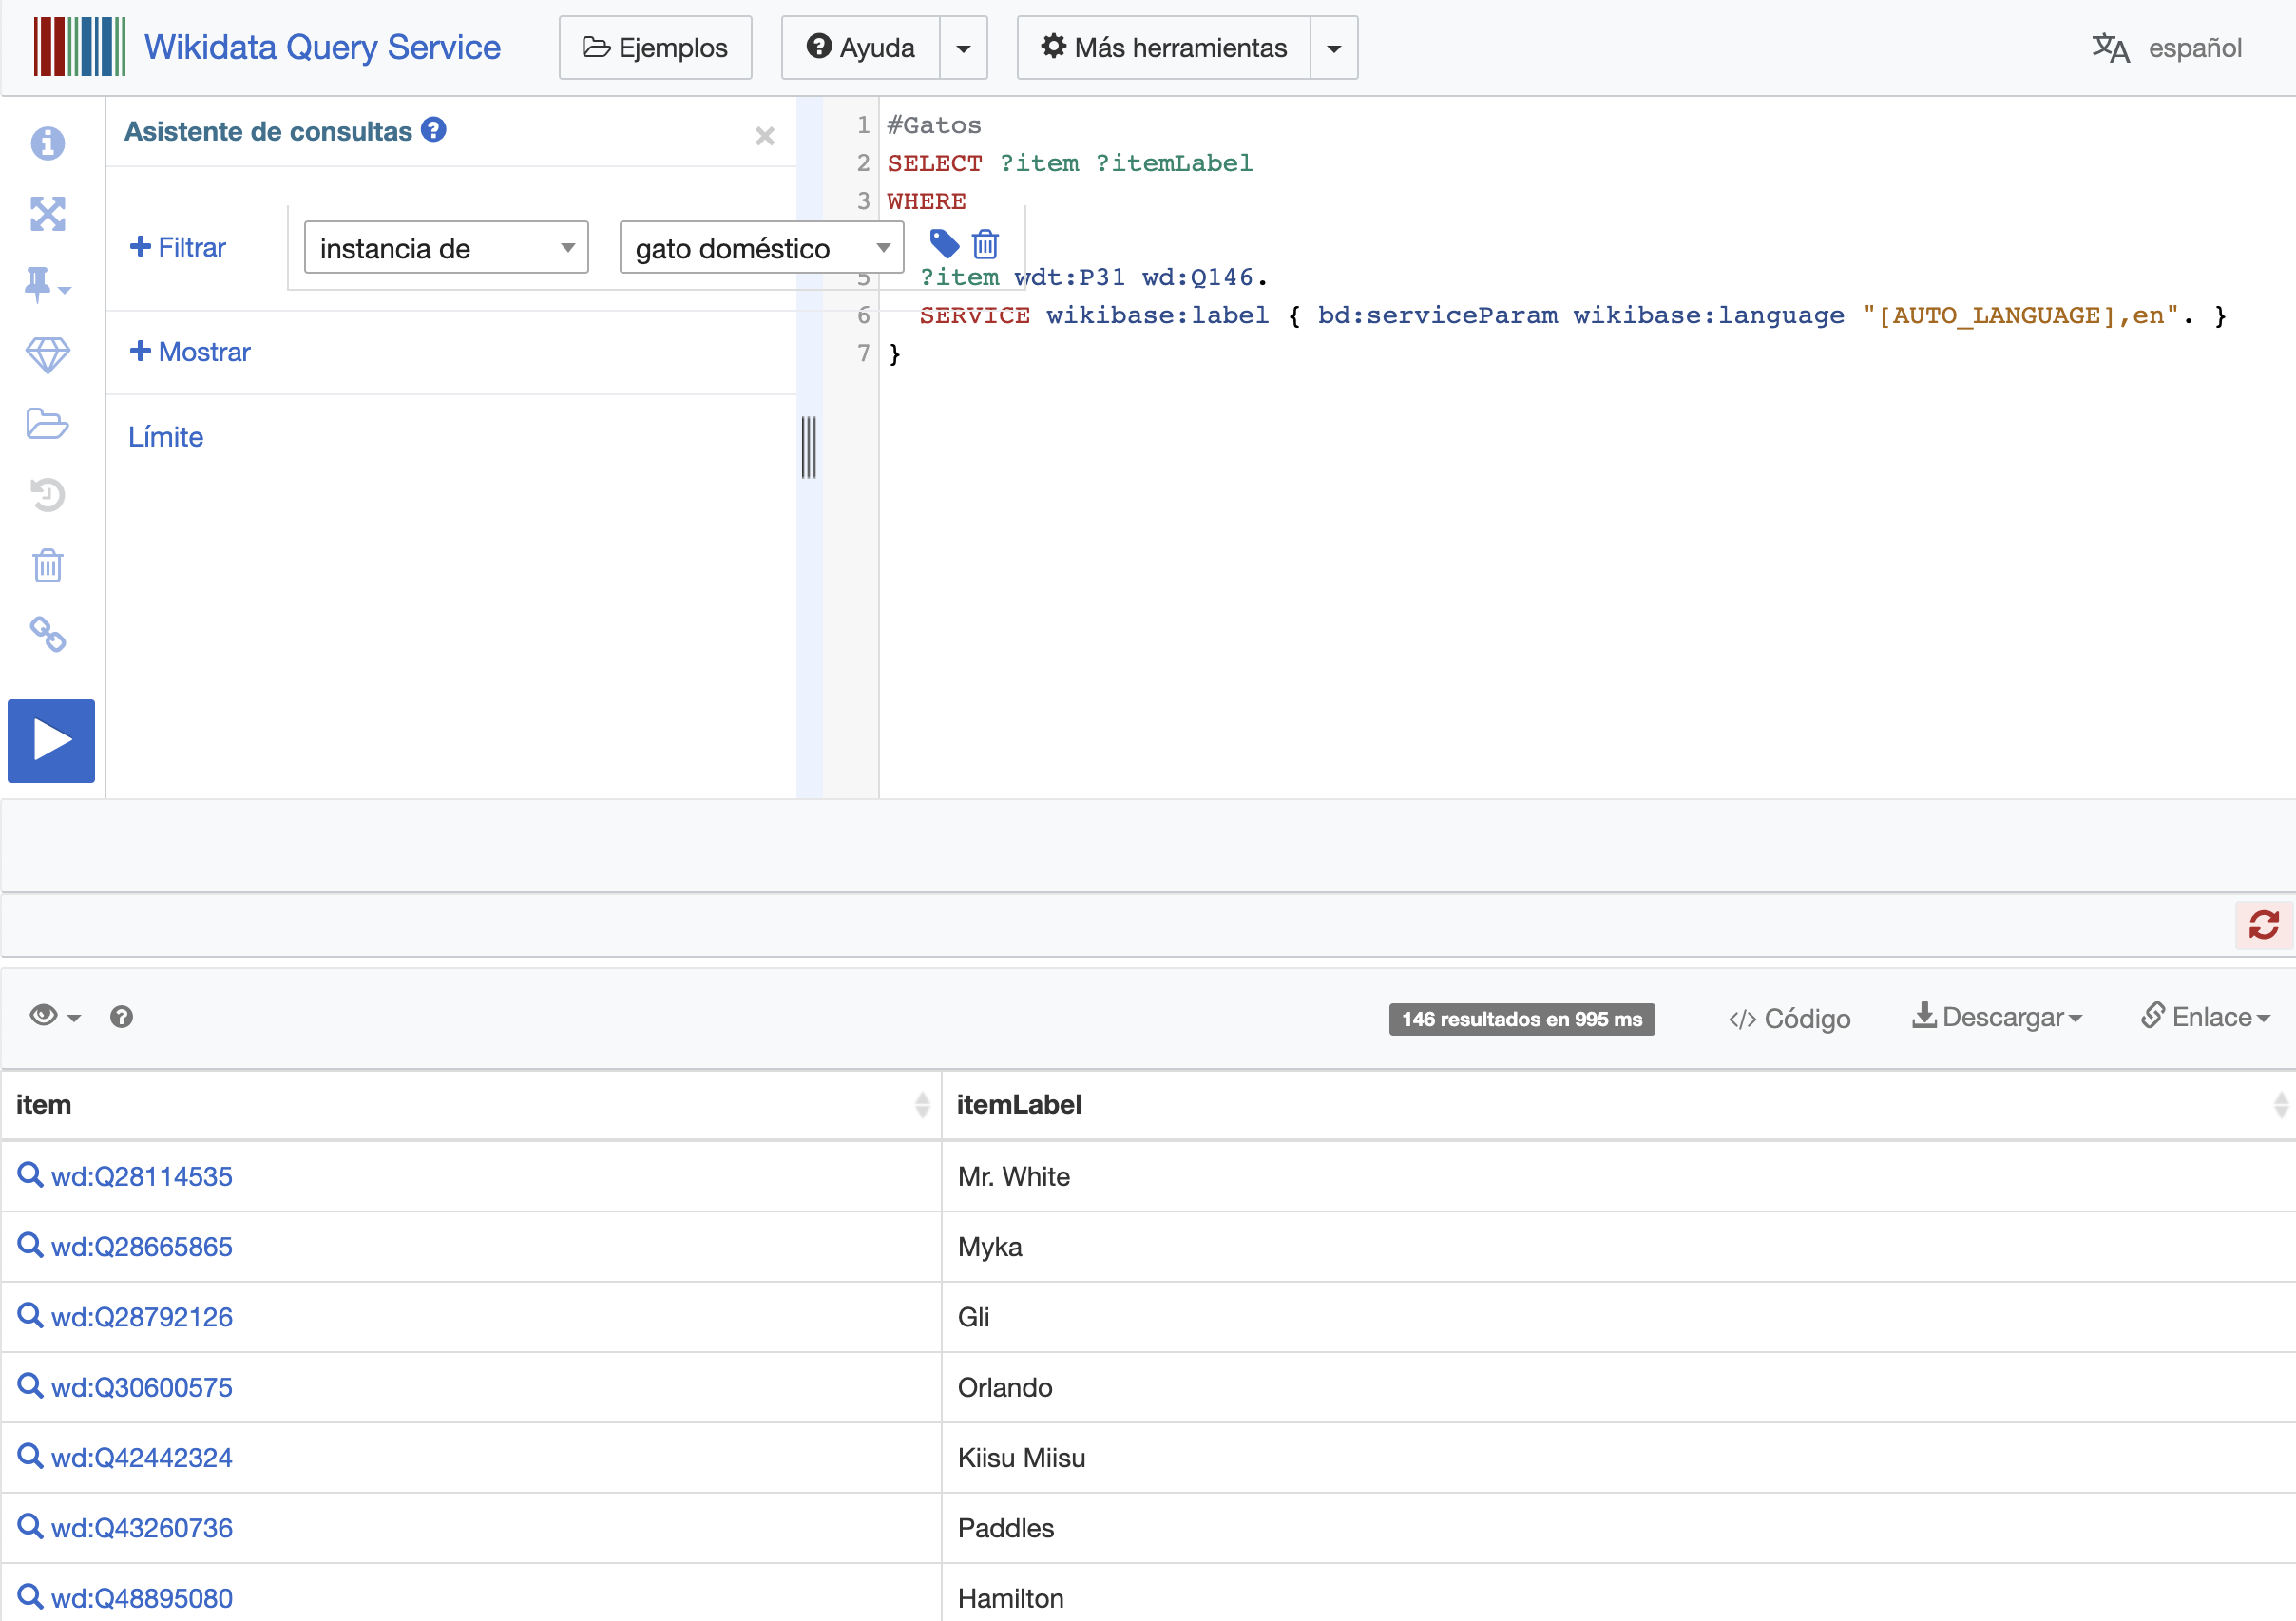 Wikidata Query Service
Ejemplos
Ayuda
Más herramientas
español
Asistente de consultas
Filtrar
instancia de
gato doméstico
Mostrar
Límite
1 #Gatos
2 SELECT ?item ?itemLabel
3 WHERE
5 ?item wdt:P31 wd:Q146.
6 SERVICE wikibase:label { bd:serviceParam wikibase:language "[AUTO_LANGUAGE],en". }
7 }
146 resultados en 995 ms
</> Código
Descargar
Enlace
item itemLabel
wd:Q28114535 Mr. White
wd:Q28665865 Myka
wd:Q28792126 Gli
wd:Q30600575 Orlando
wd:Q42442324 Kiisu Miisu
wd:Q43260736 Paddles
wd:Q48895080 Hamilton